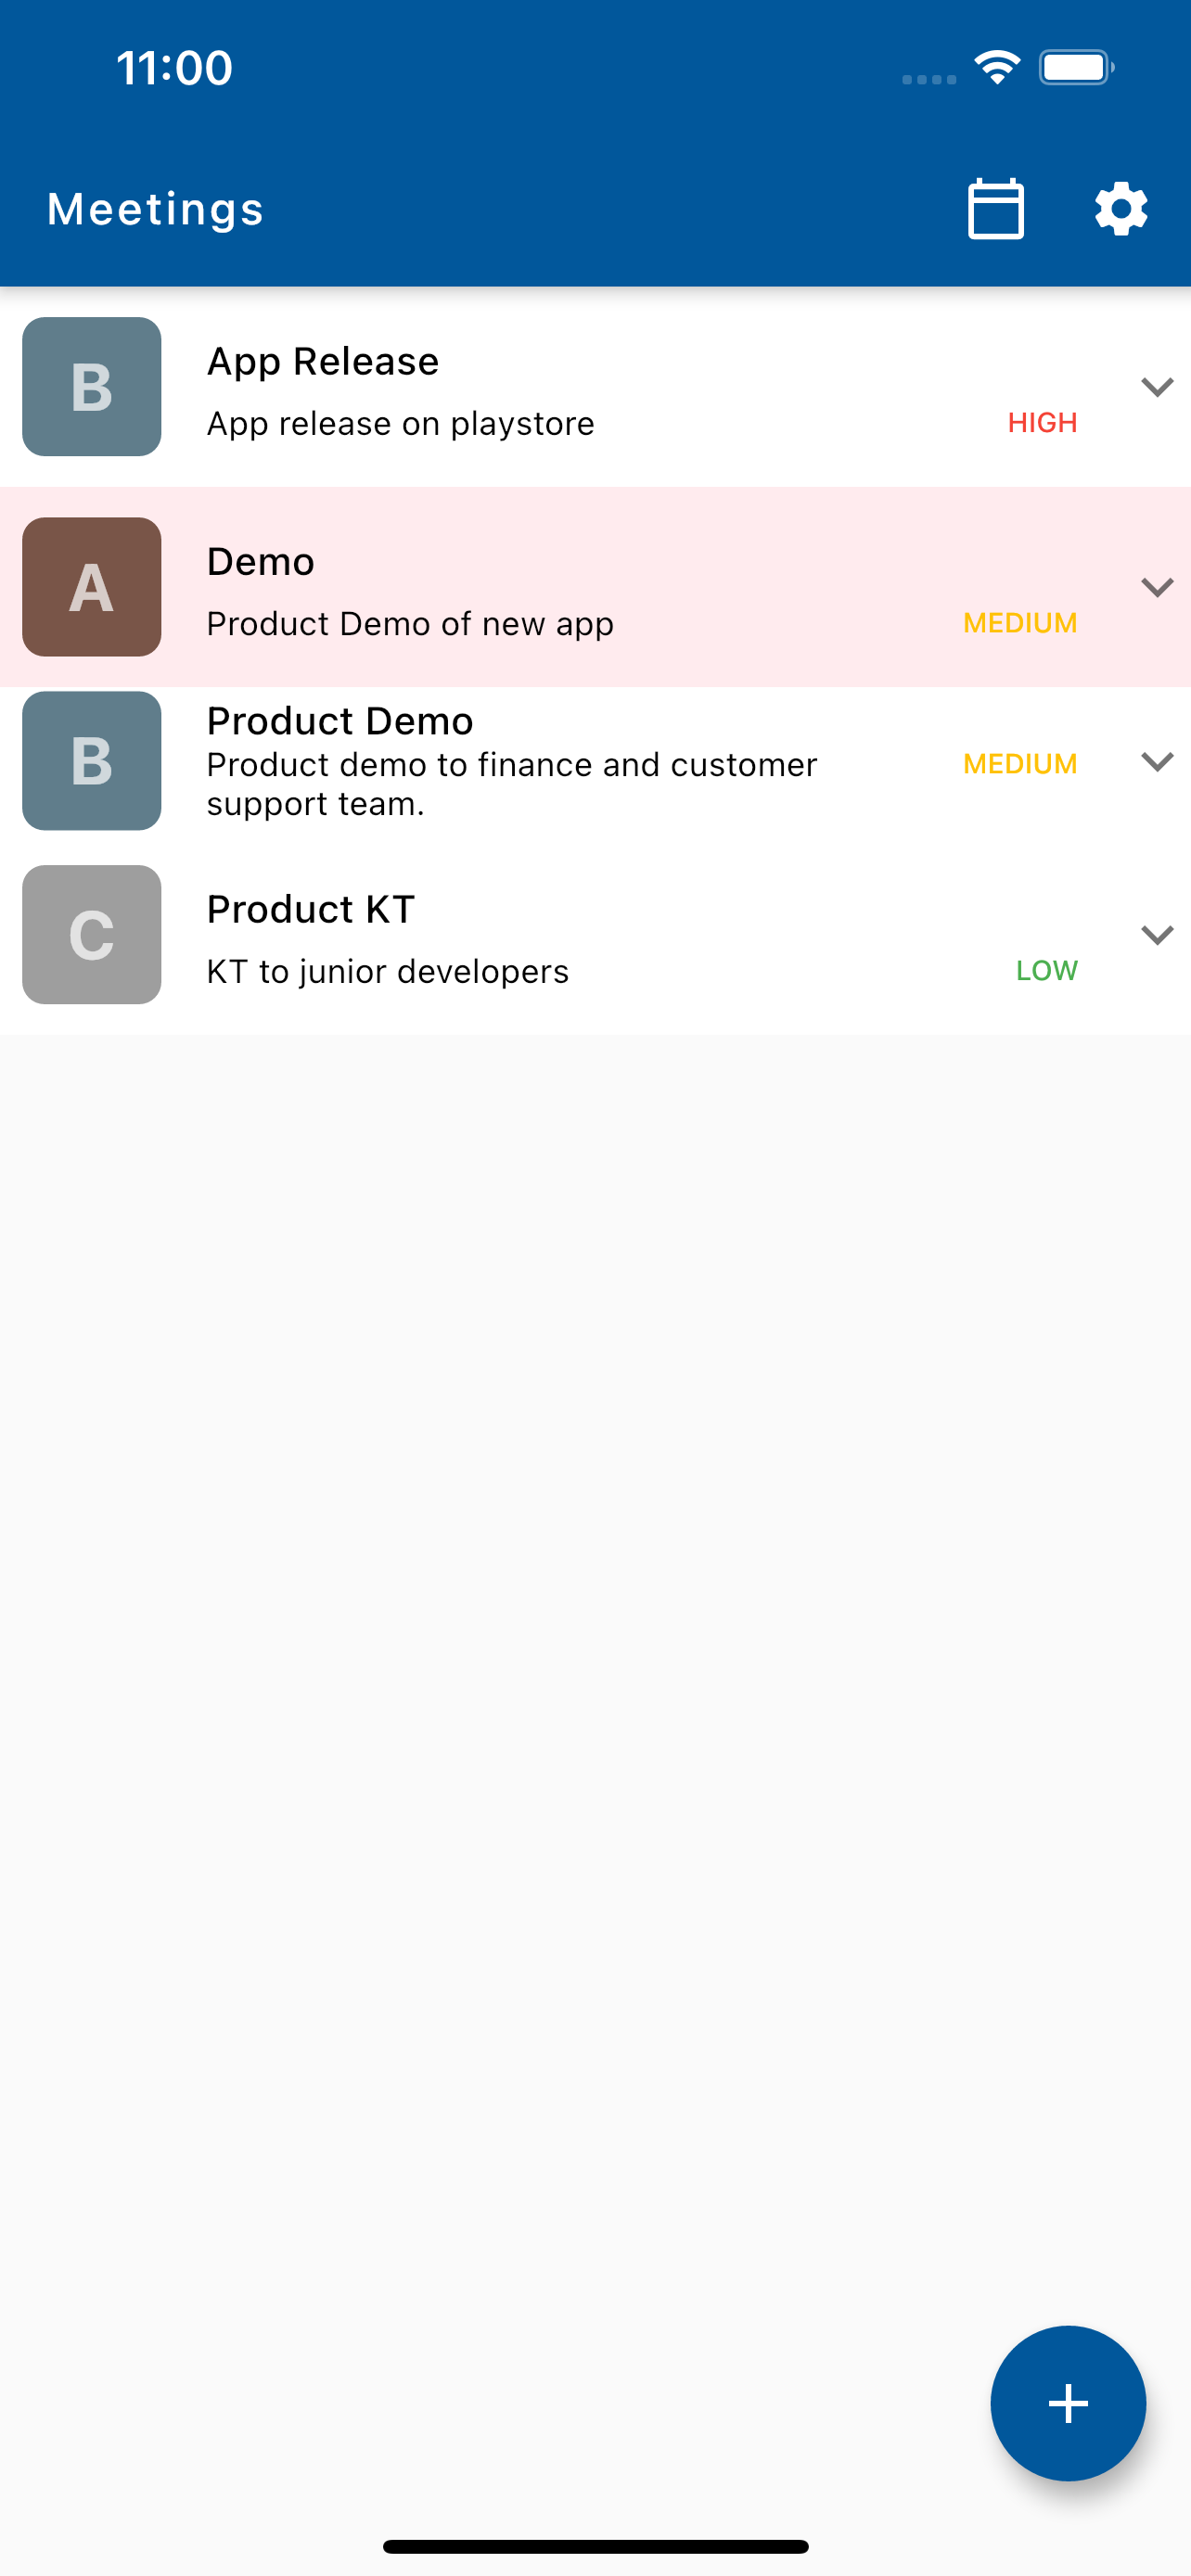 11:00
Meetings
B
App Release
App release on playstore
HIGH
A
Demo
Product Demo of new app
MEDIUM
B
Product Demo
Product demo to finance and customer
support team.
MEDIUM
C
Product KT
KT to junior developers
LOW